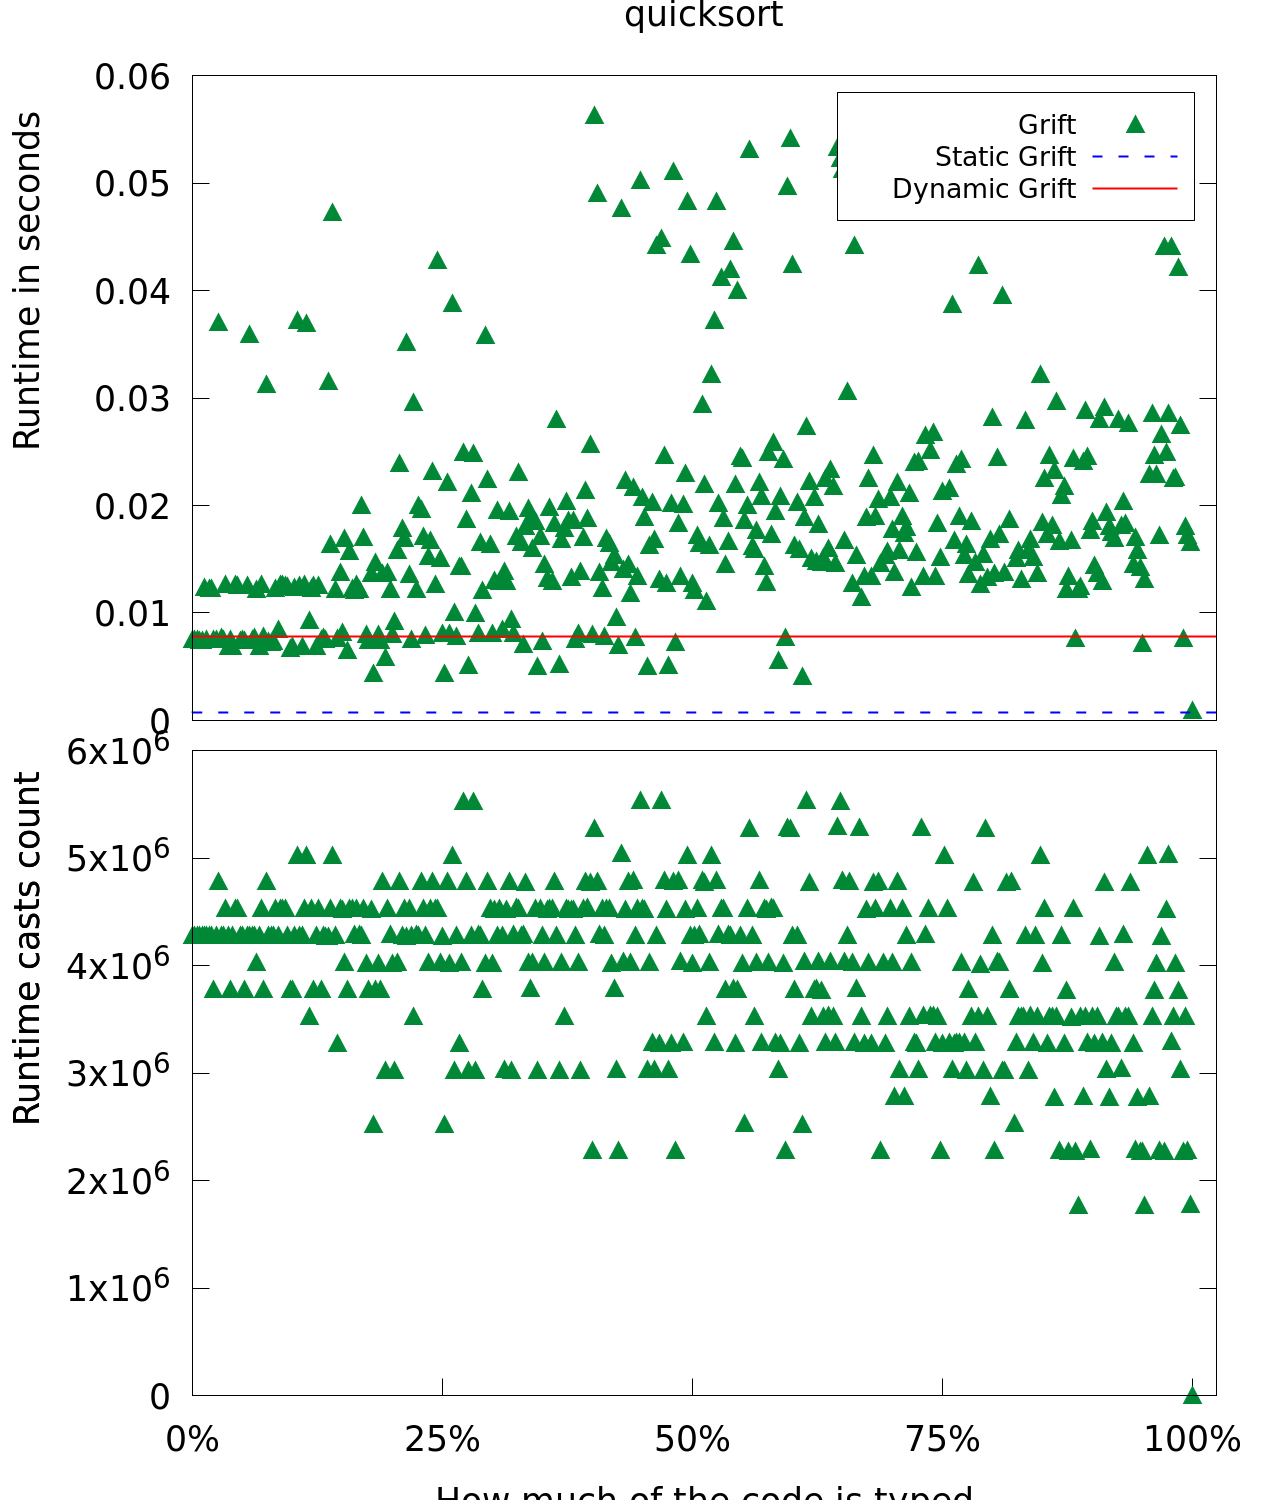 quicksort
Runtime in seconds
0.06
0.05
0.04
0.03
0.02
0.01
0
Grift
Static Grift
Dynamic Grift
Runtime casts count
6x10⁶
5x10⁶
4x10⁶
3x10⁶
2x10⁶
1x10⁶
0
0% 25% 50% 75% 100%
How much of the code is typed